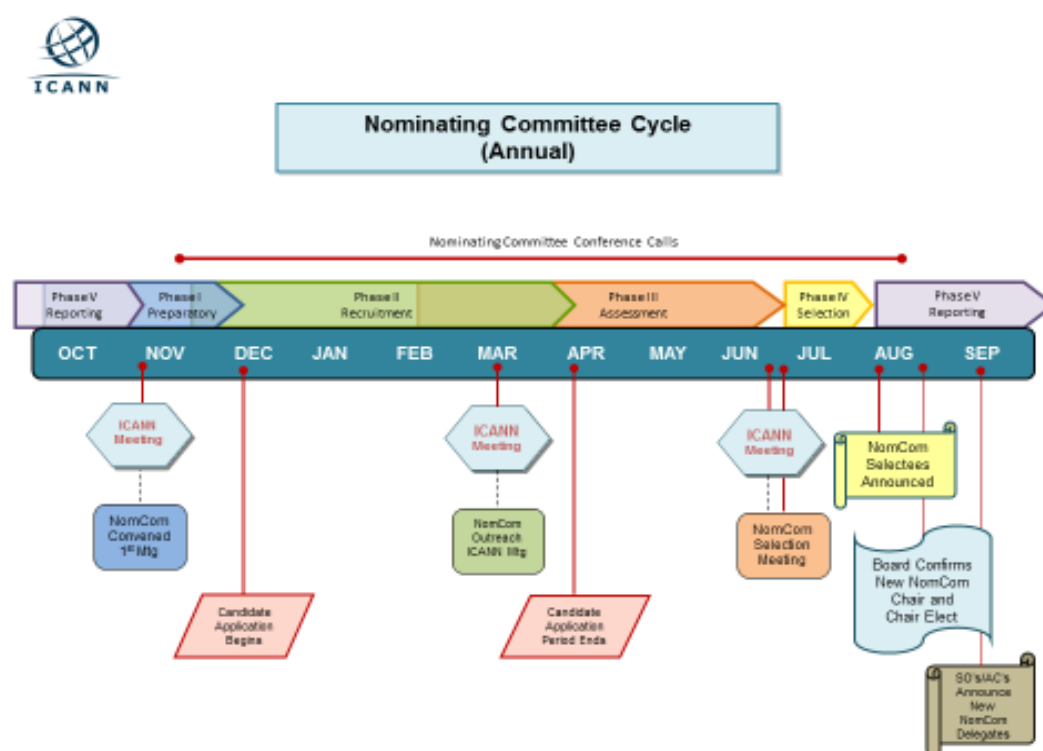 ICANN
Nominating Committee Cycle
(Annual)
Nominating Committee Conference Calls
Phase V
Reporting
Phase I
Preparatory
Phase II
Recruitment
Phase III
Assessment
Phase IV
Selection
Phase V
Reporting
OCT NOV DEC JAN FEB MAR APR MAY JUN JUL AUG SEP
ICANN
Meeting
ICANN
Meeting
ICANN
Meeting
NomCom
Selectees
Announced
NomCom
Convened
1st Mtg
NomCom
Outreach
ICANN Mtg
NomCom
Selection
Meeting
Board Confirms
New NomCom
Chair and
Chair Elect
Candidate
Application
Begins
Candidate
Application
Period Ends
SO's/AC's
Announce
New
NomCom
Delegates